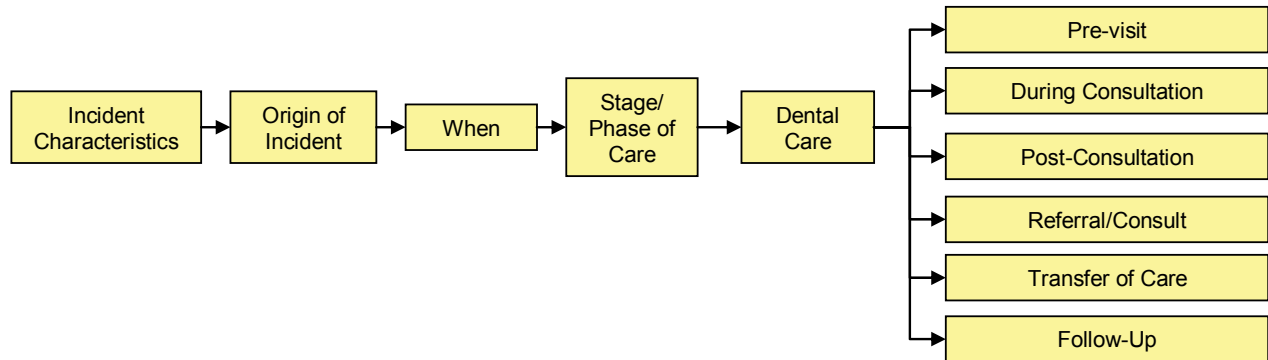 Incident
Characteristics
Origin of
Incident
When
Stage/
Phase of
Care
Dental
Care
Pre-visit
During Consultation
Post-Consultation
Referral/Consult
Transfer of Care
Follow-Up